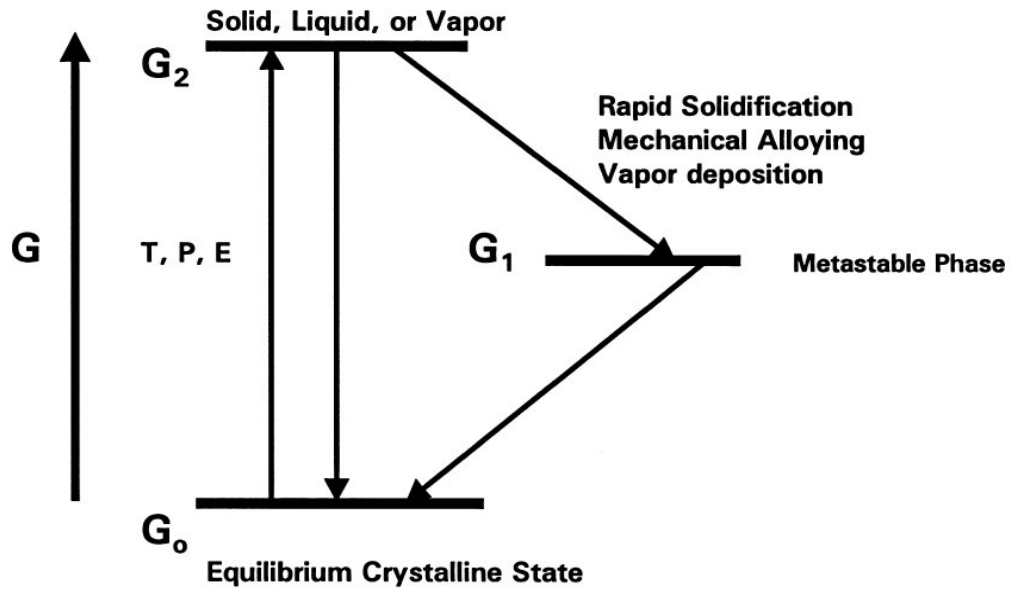 Solid, Liquid, or Vapor
G₂
Rapid Solidification
Mechanical Alloying
Vapor deposition
G
T, P, E
G₁
Metastable Phase
Gₒ
Equilibrium Crystalline State